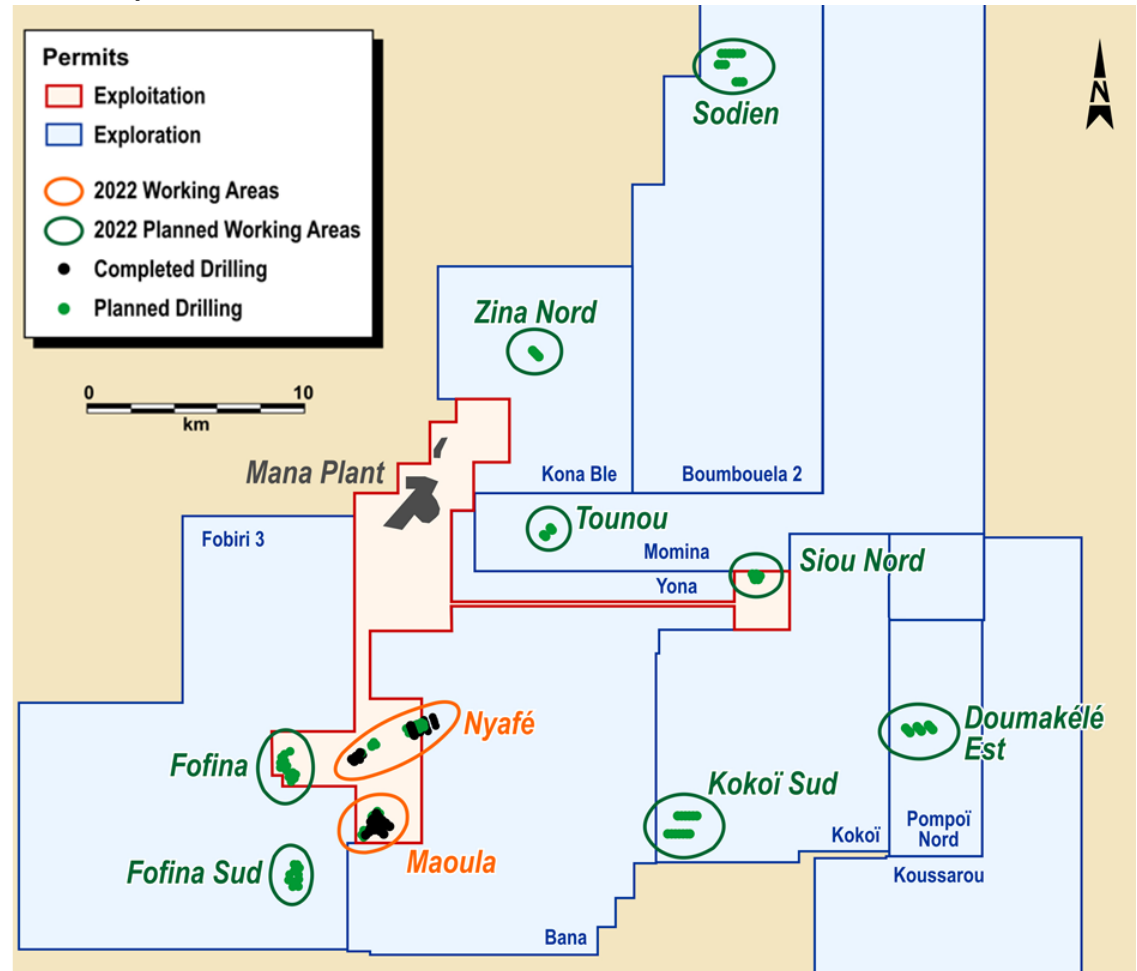 Permits
Exploitation
Exploration
2022 Working Areas
2022 Planned Working Areas
Completed Drilling
Planned Drilling
0 10
km
N
Sodien
Zina Nord
Mana Plant
Kona Ble
Boumbouela 2
Fobiri 3
Tounou
Momina
Siou Nord
Yona
Nyafé
Doumakélé
Est
Fofina
Kokoï Sud
Kokoï
Pompoï
Nord
Maoula
Fofina Sud
Koussarou
Bana